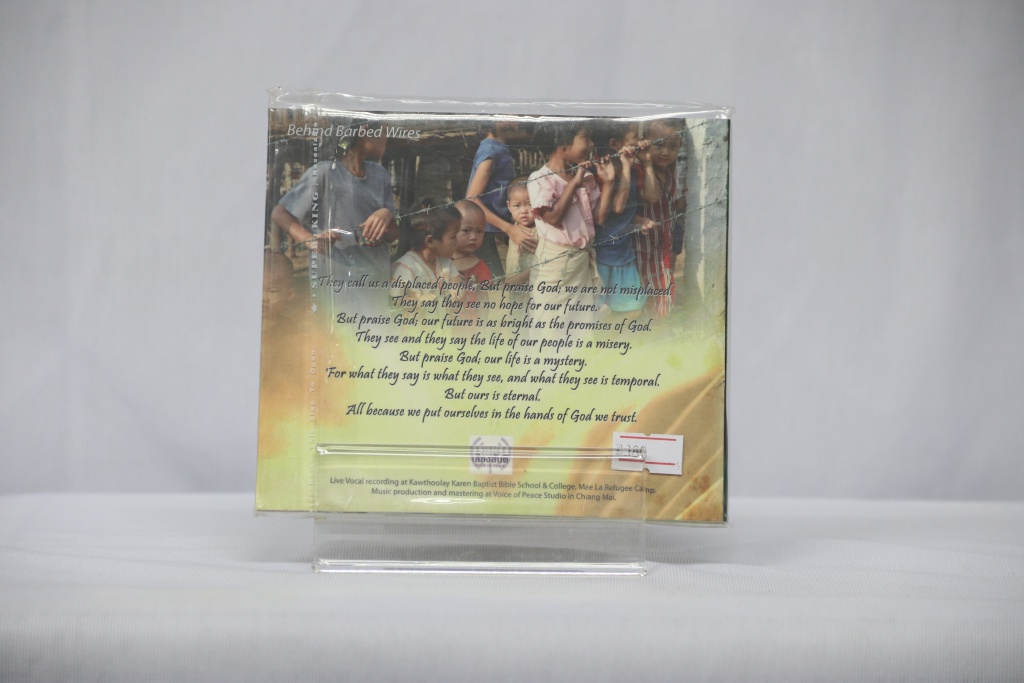 Behind Barbed Wires
They call us a displaced people, But praise God; we are not misplaced.
They say they see no hope for our future.
But praise God; our future is as bright as the promises of God.
They see and they say the life of our people is a misery.
But praise God; our life is a mystery.
For what they say is what they see, and what they see is temporal.
But ours is eternal.
All because we put ourselves in the hands of God we trust.
Live Vocal recording at Kawthoolay Karen Baptist Bible School & College, Mae La Refugee Camp.
Music production and mastering at Voice of Peace Studio in Chiang Mai.